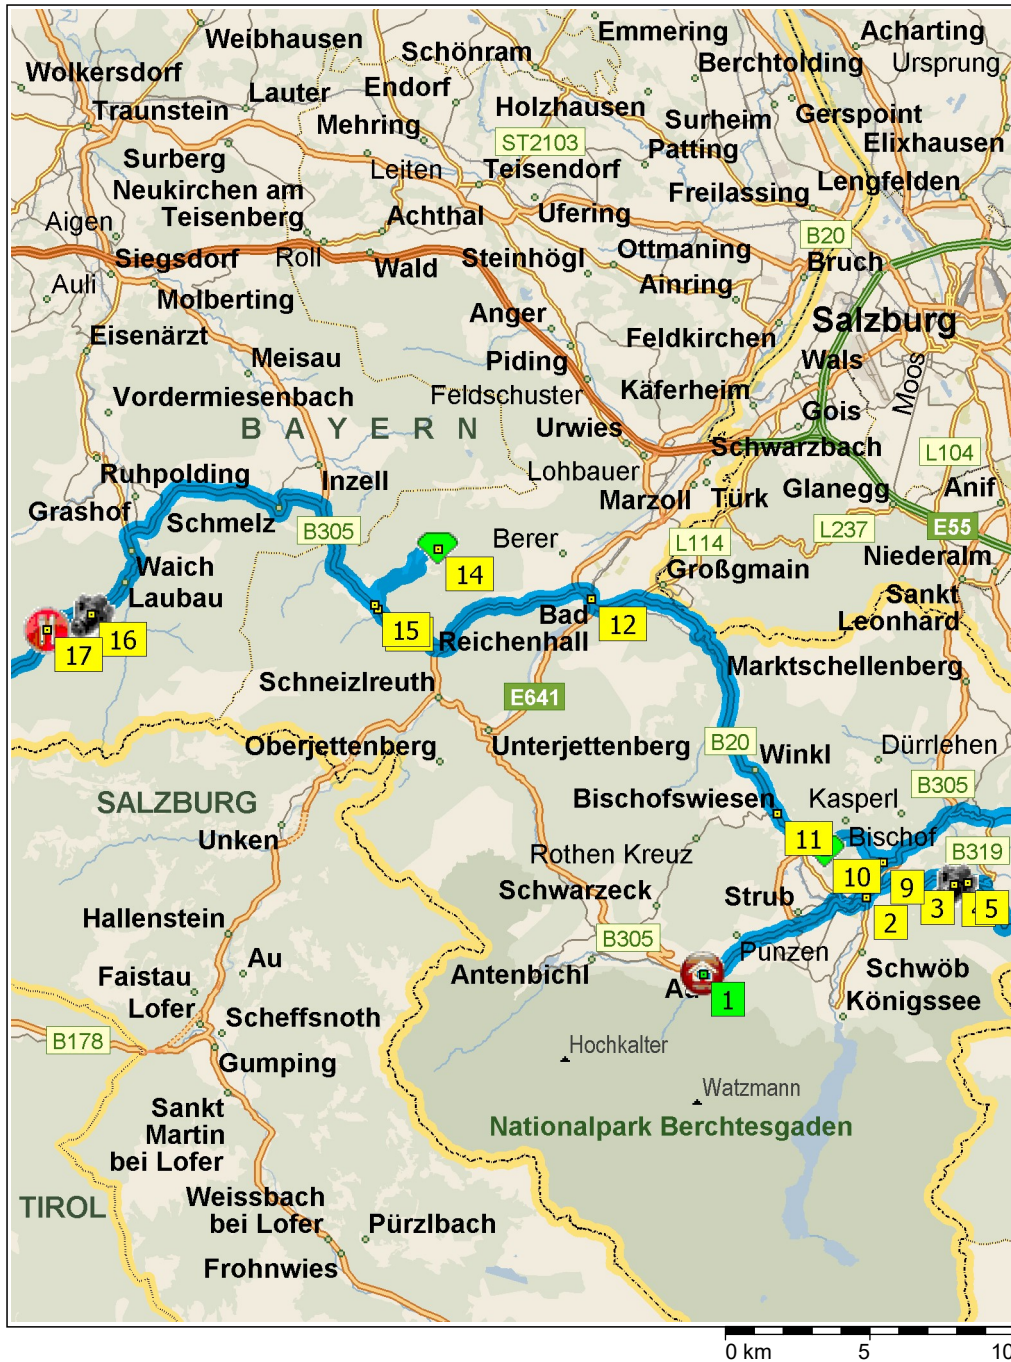 Weibhausen
Emmering
Acharting
Schönram
Berchtolding
Ursprung
Wolkersdorf
Lauter
Endorf
Holzhausen
Traunstein
Mehring
Surheim
Gerspoint
ST2103
Patting
Elixhausen
Surberg
Leiten
Teisendorf
Neukirchen am
Teisenberg
Freilassing
Lengfelden
Aigen
Achthal
Ufering
B20
Siegsdorf
Roll
Wald
Steinhögl
Ottmaning
Bruch
Auli
Molberting
Ainring
Eisenärzt
Anger
Salzburg
Feldkirchen
Meisau
Piding
Wals
Vordermiesenbach
Feldschuster
Käferheim
Moos
BAYERN
Urwies
Gois
Schwarzbach
L104
Ruhpolding
Inzell
Lohbauer
Glanegg
Anif
Grashof
Marzoll
Türk
Schmelz
B305
Berer
L114
L237
E55
Niederalm
Waich
14
Großgmain
Laubau
Sankt
Leonhard
Bad
Reichenhall
12
15
16
17
Marktschellenberg
Schneizlreuth
E641
Oberjettenberg
Unterjettenberg
B20
Winkl
Dürrlehen
SALZBURG
Bischofswiesen
Kasperl
B305
Unken
11
Bischof
Rothen Kreuz
B319
10
9
3
4
5
Schwarzeck
Strub
2
Hallenstein
B305
Punzen
Au
Antenbichl
Schwöb
Faistau
Au
1
Königssee
Lofer
Scheffsnoth
B178
Gumping
Hochkalter
Watzmann
Sankt
Martin
bei Lofer
Nationalpark Berchtesgaden
TIROL
Weissbach
bei Lofer
Pürzlbach
Frohnwies
0 km 5 10